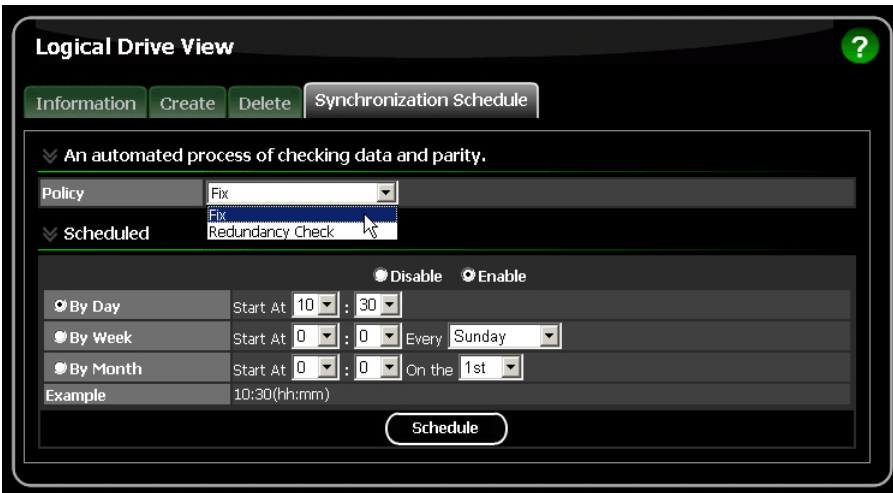 Logical Drive View
?
Information Create Delete Synchronization Schedule
An automated process of checking data and parity.
Policy Fix
Fix
Redundancy Check
Scheduled
Disable Enable
By Day Start At 10 : 30
By Week Start At 0 : 0 Every Sunday
By Month Start At 0 : 0 On the 1st
Example 10:30(hh:mm)
Schedule